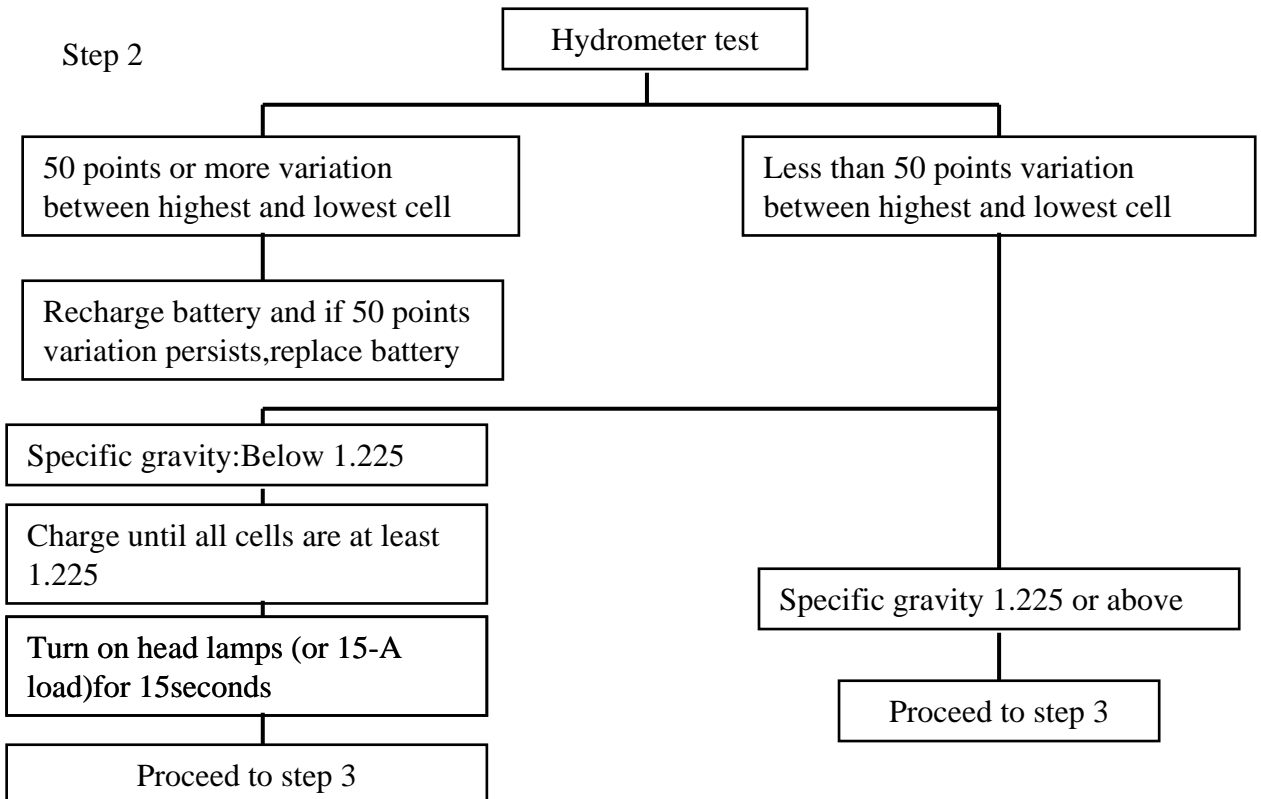 Step 2
Hydrometer test
50 points or more variation
between highest and lowest cell
Less than 50 points variation
between highest and lowest cell
Recharge battery and if 50 points
variation persists,replace battery
Specific gravity:Below 1.225
Charge until all cells are at least
1.225
Turn on head lamps (or 15-A
load)for 15seconds
Proceed to step 3
Specific gravity 1.225 or above
Proceed to step 3